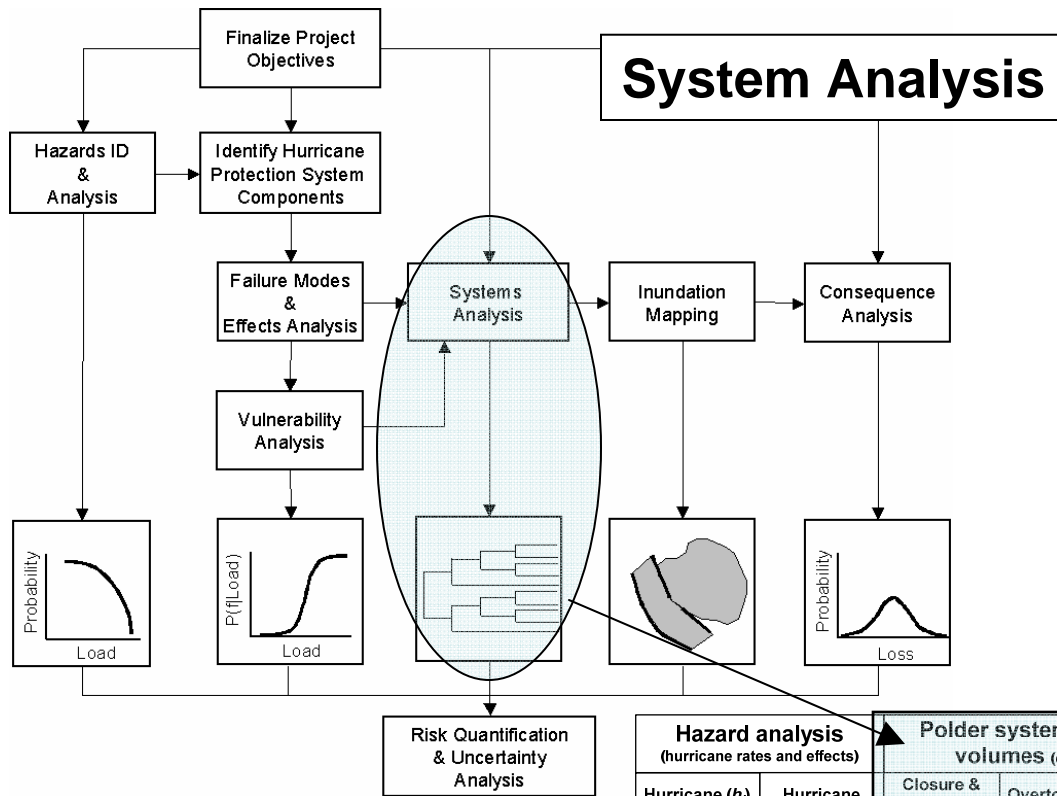 Finalize Project
Objectives
System Analysis
Hazards ID
&
Analysis
Identify Hurricane
Protection System
Components
Failure Modes
&
Effects Analysis
Systems
Analysis
Inundation
Mapping
Consequence
Analysis
Vulnerability
Analysis
Probability
Load
P(f|Load)
Load
Probability
Loss
Risk Quantification
& Uncertainty
Analysis
Hazard analysis
(hurricane rates and effects)
Polder system
volumes
Hurricane (hᵢ)
Hurricane
Closure &